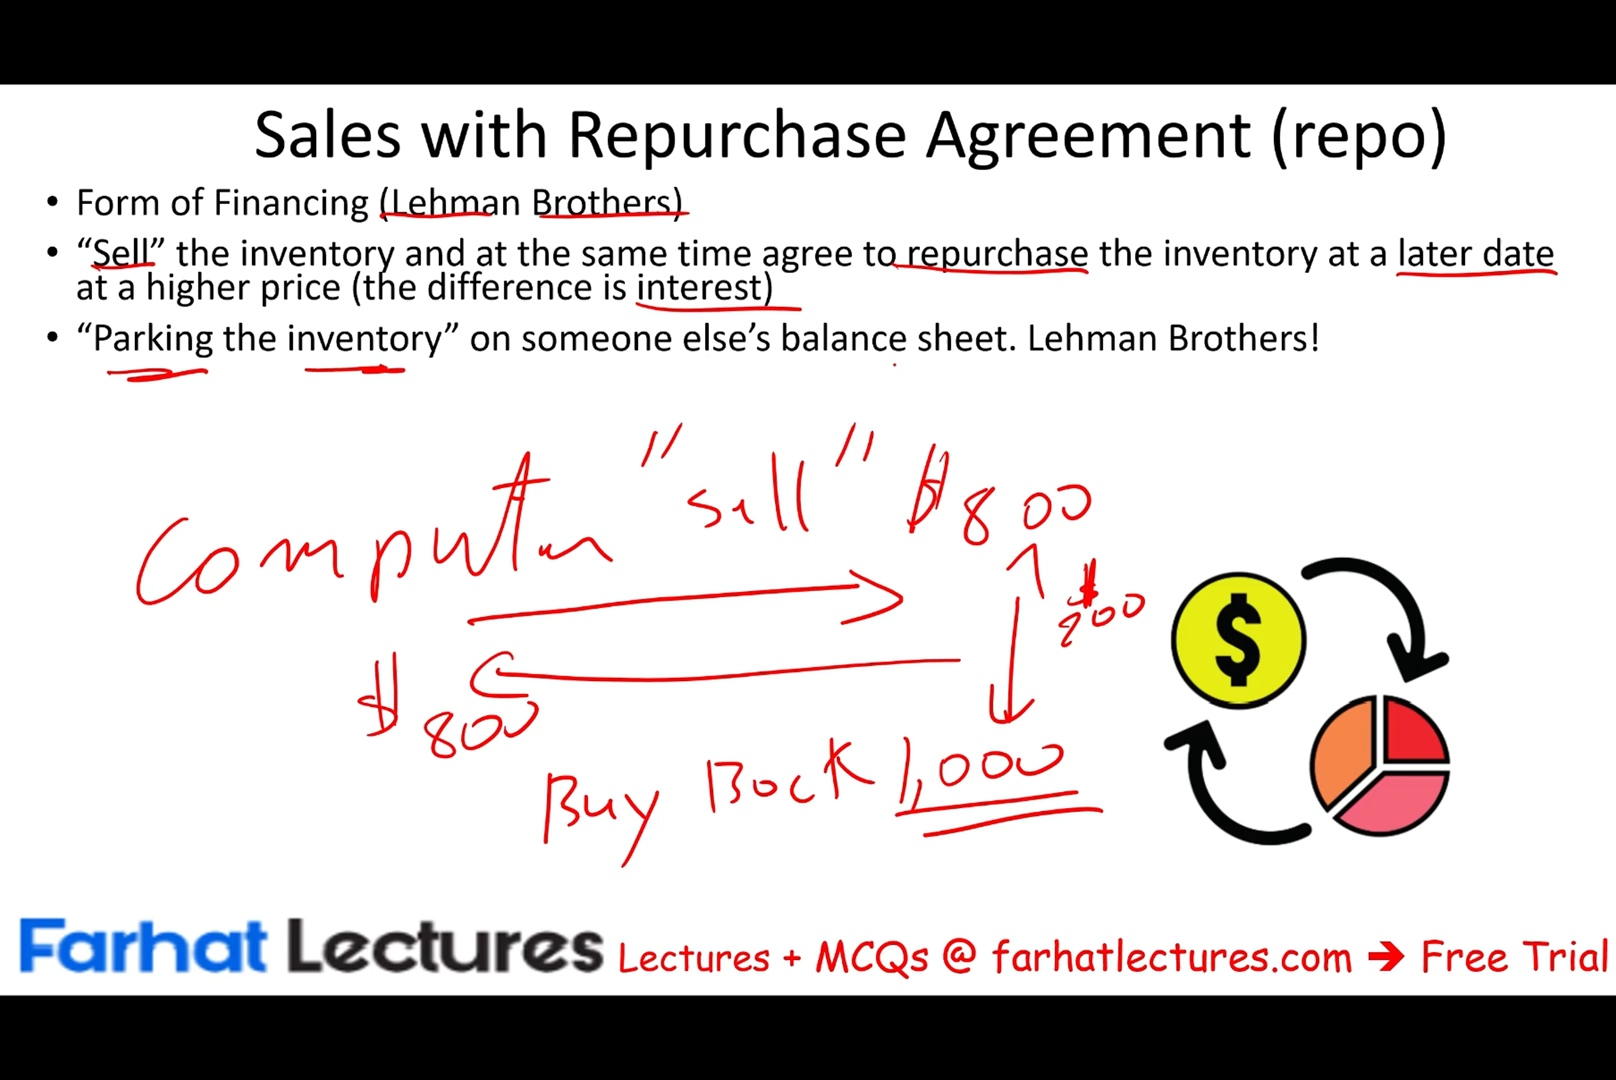 Sales with Repurchase Agreement (repo)
• Form of Financing (Lehman Brothers)
• “Sell” the inventory and at the same time agree to repurchase the inventory at a later date
at a higher price (the difference is interest)
• “Parking the inventory” on someone else’s balance sheet. Lehman Brothers!
Computer "sell" $800
$200
$800
Buy Back 1,000
$
Farhat Lectures Lectures + MCQs @ farhatlectures.com → Free Trial